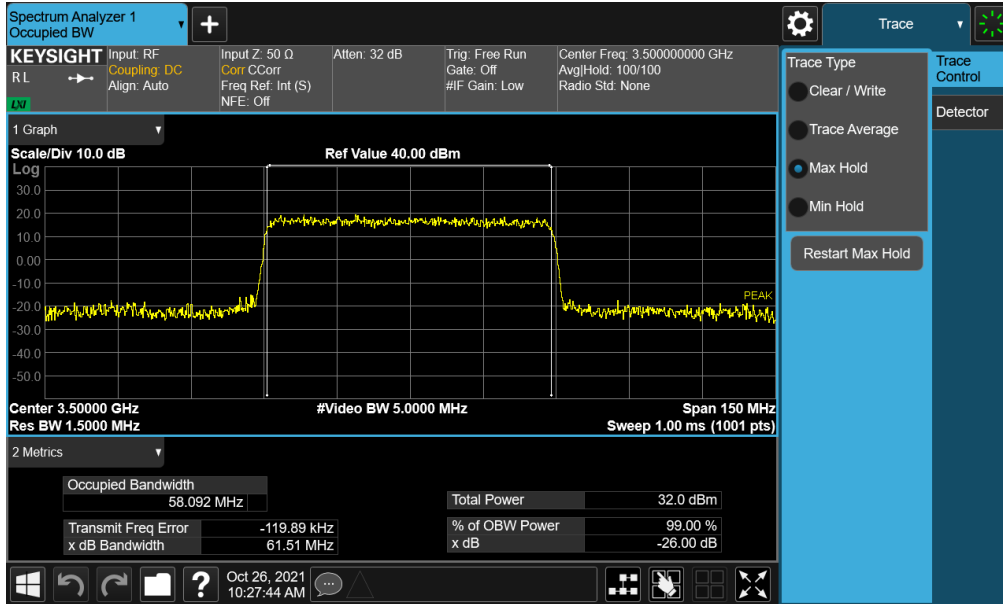 Spectrum Analyzer 1
Occupied BW
+
Trace
KEYSIGHT
R L
LXI
Input: RF
Coupling: DC
Align: Auto
Input Z: 50 Ω
Corr CCorr
Freq Ref: Int (S)
NFE: Off
Atten: 32 dB
Trig: Free Run
Gate: Off
#IF Gain: Low
Center Freq: 3.500000000 GHz
Avg|Hold: 100/100
Radio Std: None
Trace Type
Clear / Write
Trace Average
Max Hold
Min Hold
Restart Max Hold
Trace
Control
Detector
1 Graph
Scale/Div 10.0 dB
Ref Value 40.00 dBm
Log
30.0
20.0
10.0
0.00
-10.0
-20.0
-30.0
-40.0
-50.0
PEAK
Center 3.50000 GHz
#Video BW 5.0000 MHz
Span 150 MHz
Res BW 1.5000 MHz
Sweep 1.00 ms (1001 pts)
2 Metrics
Occupied Bandwidth
58.092 MHz
Transmit Freq Error -119.89 kHz
x dB Bandwidth 61.51 MHz
Total Power 32.0 dBm
% of OBW Power 99.00 %
x dB -26.00 dB
?
Oct 26, 2021
10:27:44 AM